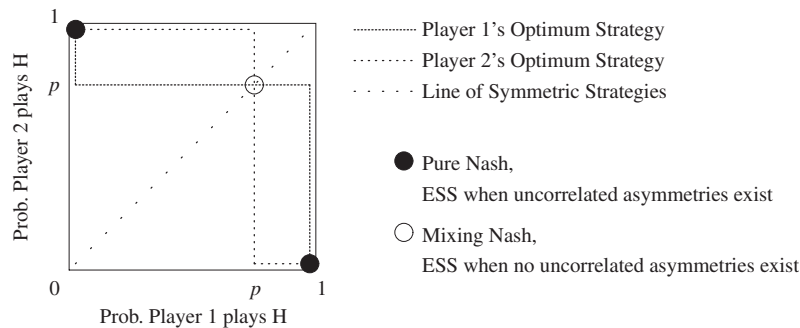 1
p
0
p
1
Prob. Player 2 plays H
Prob. Player 1 plays H
Player 1's Optimum Strategy
Player 2's Optimum Strategy
Line of Symmetric Strategies
Pure Nash,
ESS when uncorrelated asymmetries exist
Mixing Nash,
ESS when no uncorrelated asymmetries exist